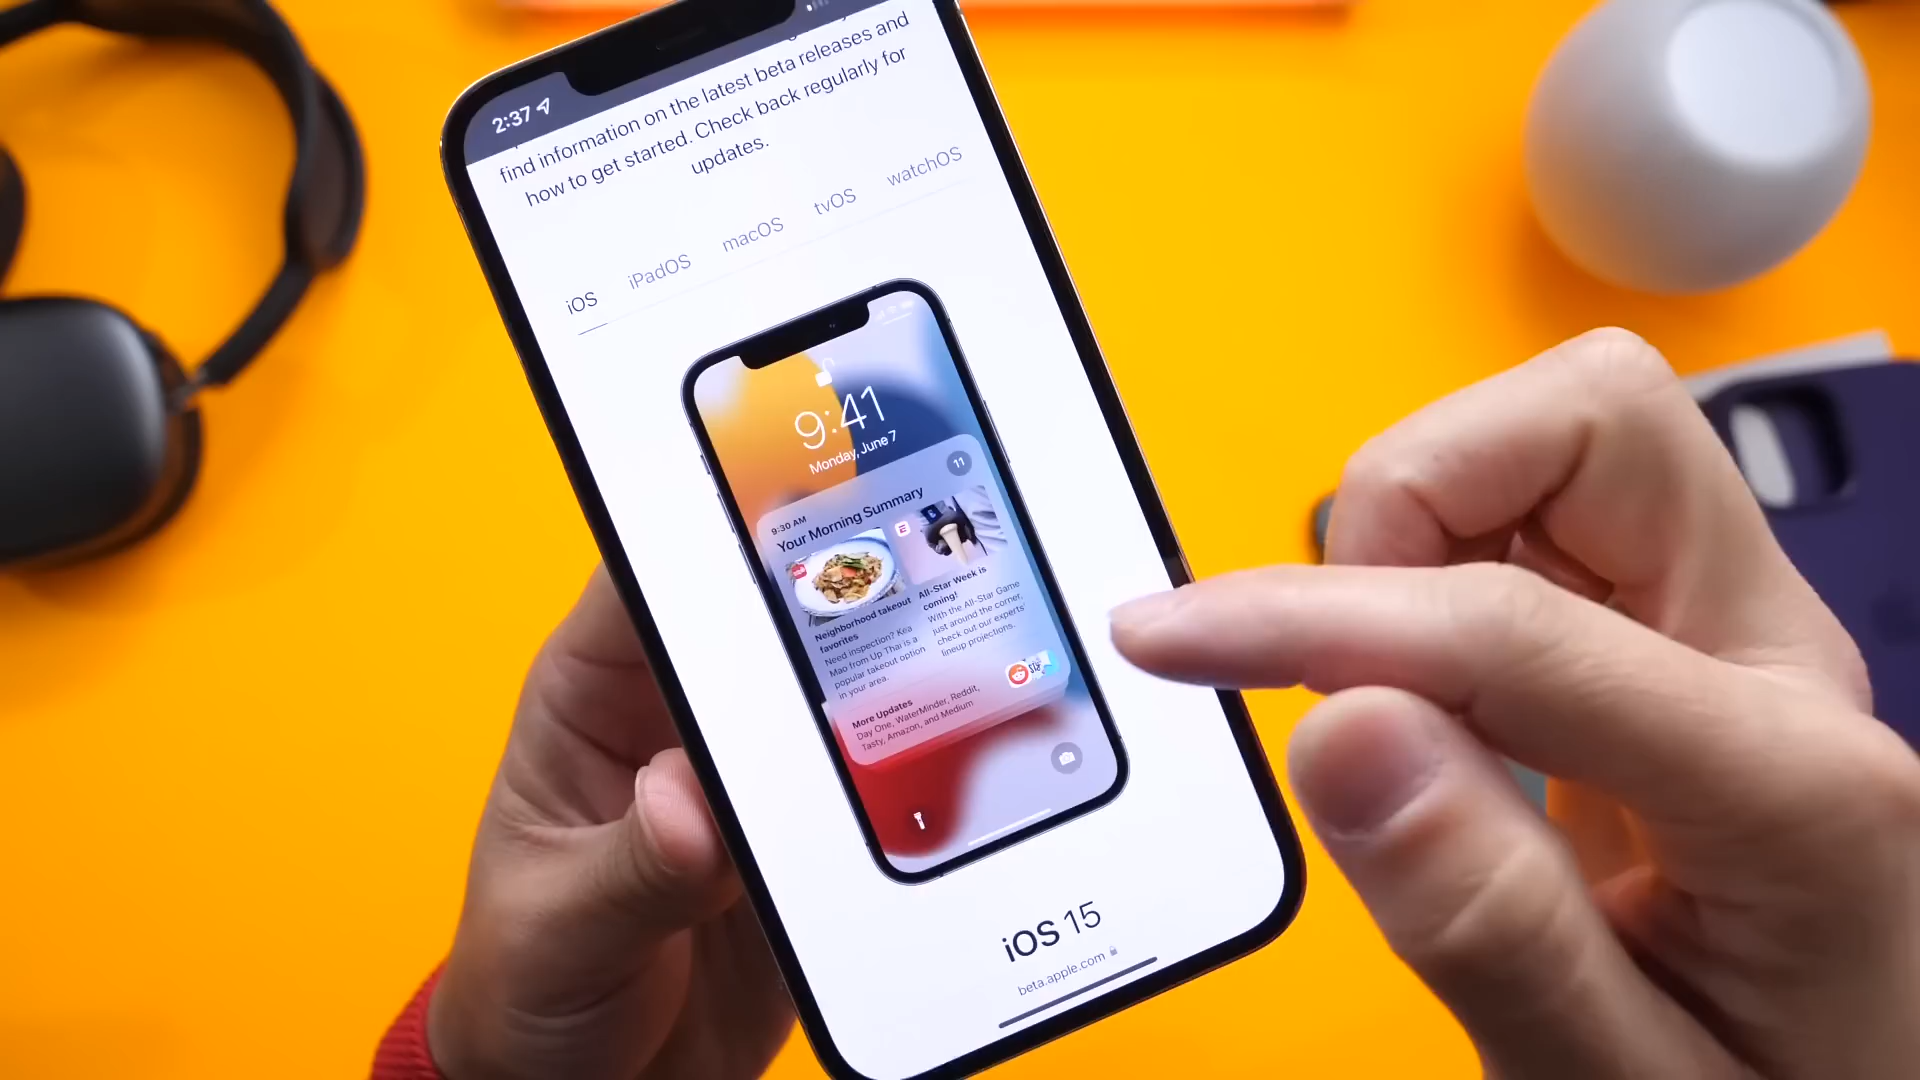 2:37
find information on the latest beta releases and
how to get started. Check back regularly for
updates.
iOS iPadOS macOS tvOS watchOS
9:41
Monday, June 7
11
9:30 AM
Your Morning Summary
Neighborhood takeout
favorites
Need inspection? Kea
Mao from Up Thai is a
popular takeout option
in your area.
All-Star Week is
coming!
With the All-Star Game
just around the corner,
check out our experts'
lineup projections.
More Updates
Day One, WaterMinder, Reddit,
Tasty, Amazon, and Medium
iOS 15
beta.apple.com